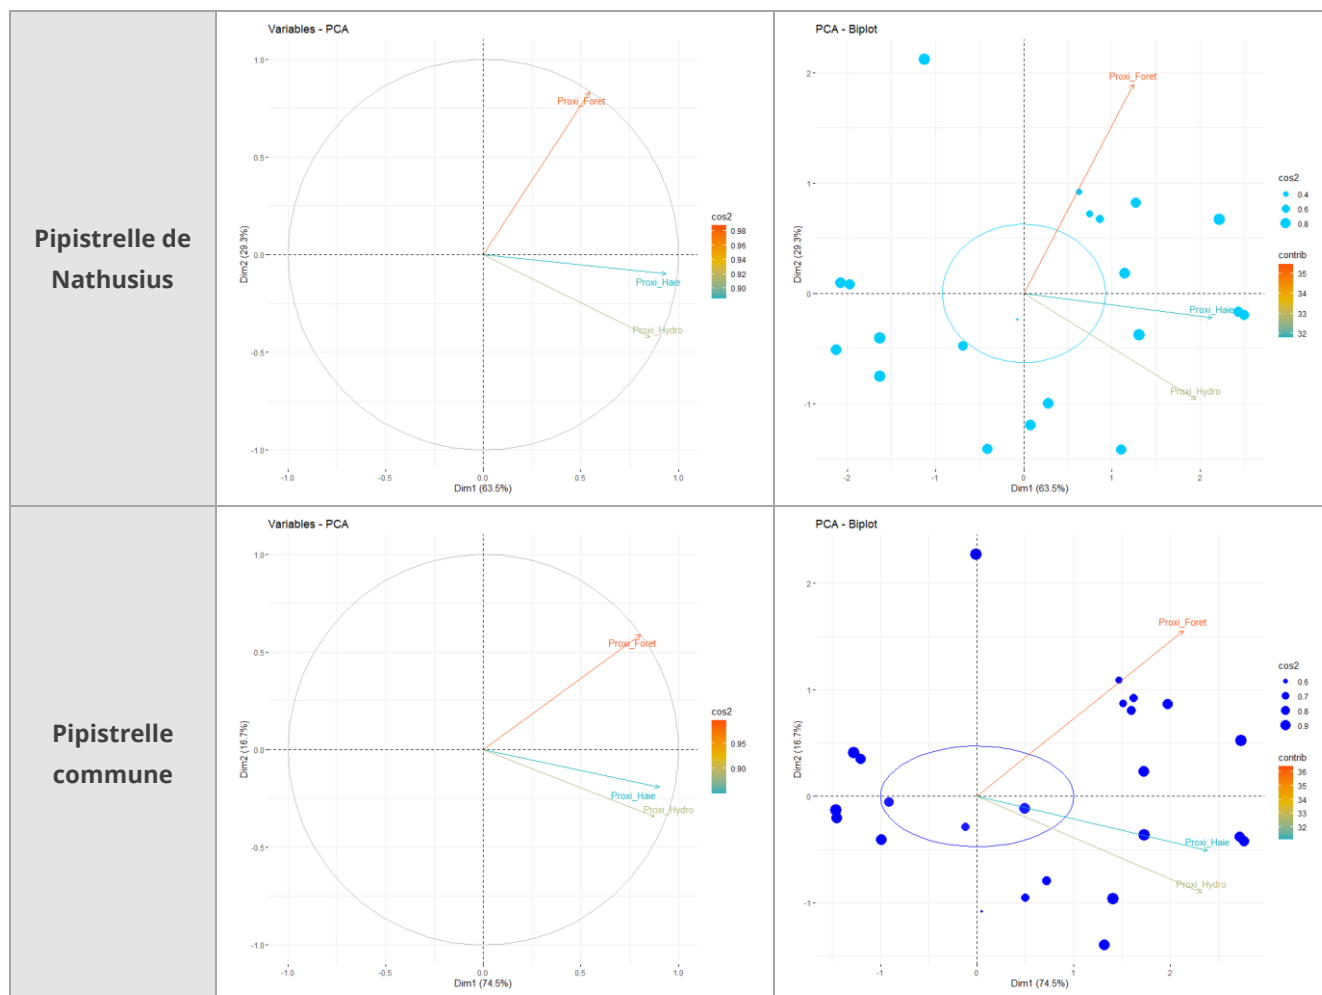 Pipistrelle de
Nathusius
Variables - PCA
1.0
0.5
0.0
-0.5
-1.0
Dim2 (29.3%)
Proxi_Foret
Proxi_Haie
Proxi_Hydro
-1.0
-0.5
0.0
0.5
1.0
Dim1 (63.5%)
cos2
0.98
0.96
0.94
0.92
0.90
PCA - Biplot
2
1
0
-1
Dim2 (29.3%)
Proxi_Foret
Proxi_Haie
Proxi_Hydro
-2
-1
0
1
2
Dim1 (63.5%)
cos2
0.4
0.6
0.8
contrib
35
34
33
32
Pipistrelle
commune
Variables - PCA
1.0
0.5
0.0
-0.5
-1.0
Dim2 (16.7%)
Proxi_Foret
Proxi_Haie
Proxi_Hydro
-1.0
-0.5
0.0
0.5
1.0
Dim1 (74.5%)
cos2
0.95
0.90
PCA - Biplot
2
1
0
-1
Dim2 (16.7%)
Proxi_Foret
Proxi_Haie
Proxi_Hydro
-1
0
1
2
Dim1 (74.5%)
cos2
0.6
0.7
0.8
0.9
contrib
36
35
34
33
32